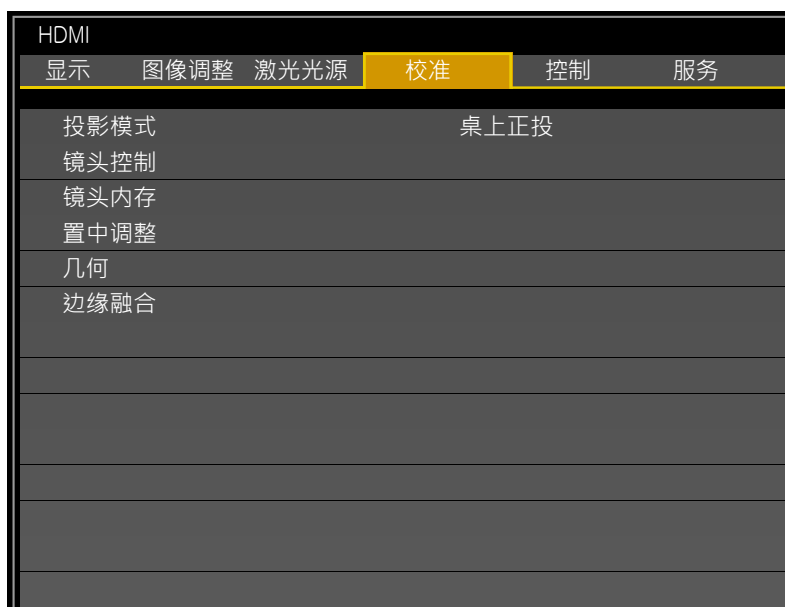 HDMI
显示 图像调整 激光光源 校准 控制 服务
投影模式 桌上正投
镜头控制
镜头内存
置中调整
几何
边缘融合